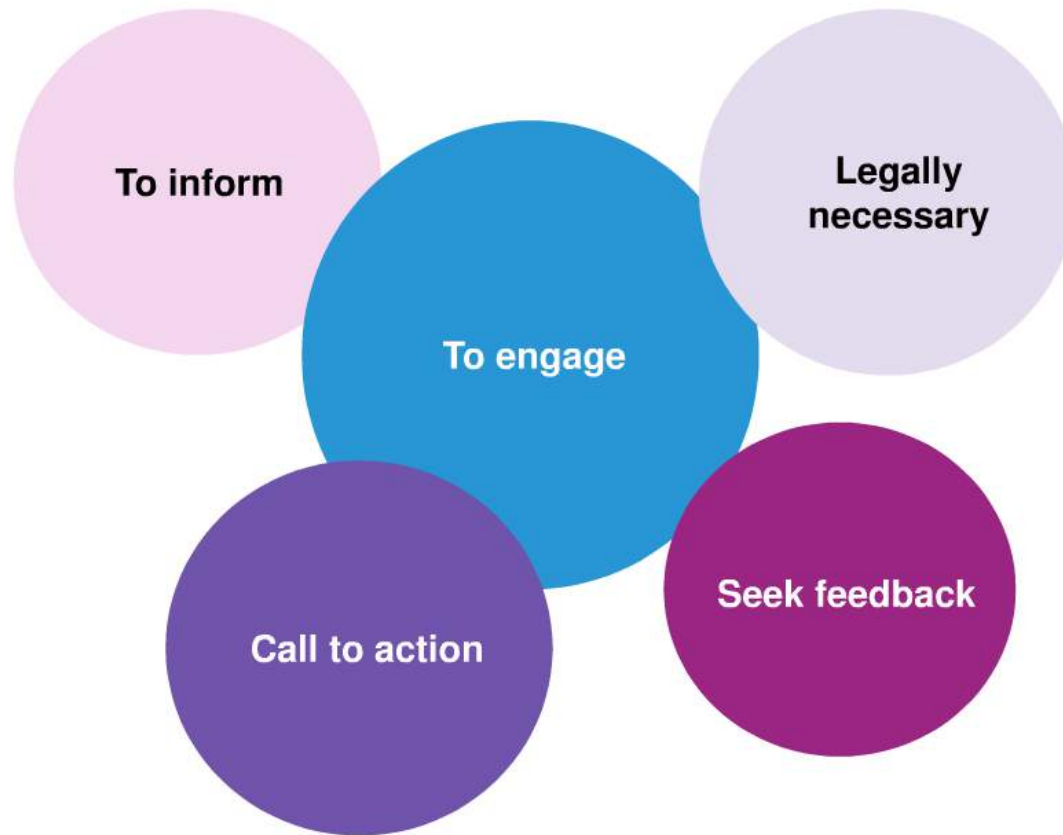 To inform
Legally
necessary
To engage
Call to action
Seek feedback